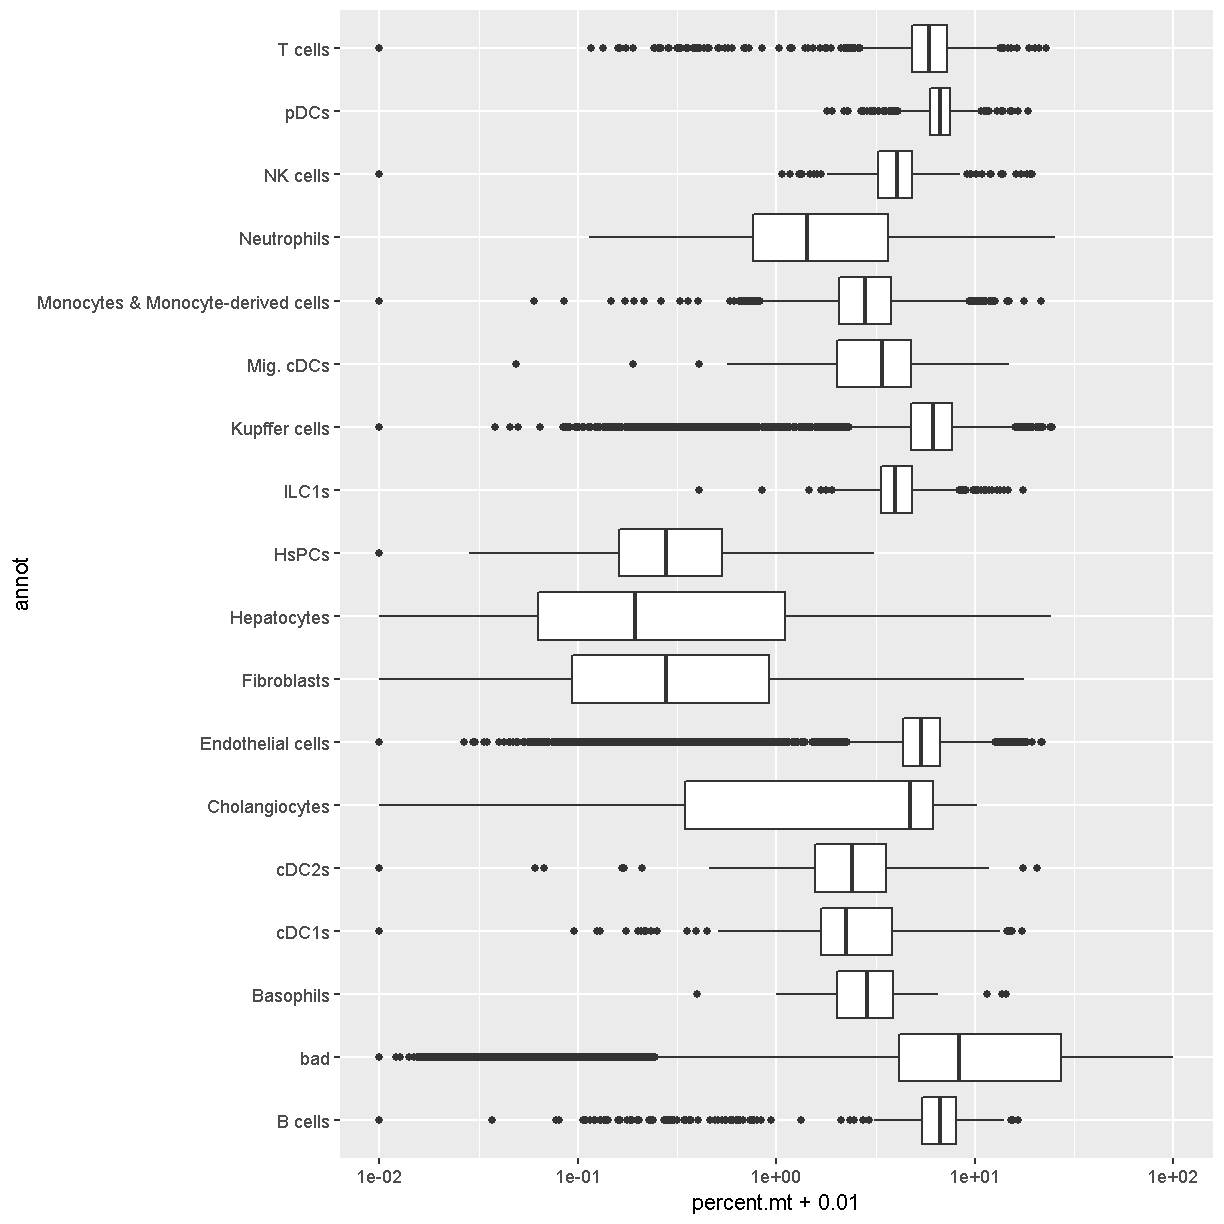 T cells
pDCs
NK cells
Neutrophils
Monocytes & Monocyte-derived cells
Mig. cDCs
Kupffer cells
ILC1s
HsPCs
Hepatocytes
Fibroblasts
Endothelial cells
Cholangiocytes
cDC2s
cDC1s
Basophils
bad
B cells
annot
1e-02 1e-01 1e+00 1e+01 1e+02
percent.mt + 0.01